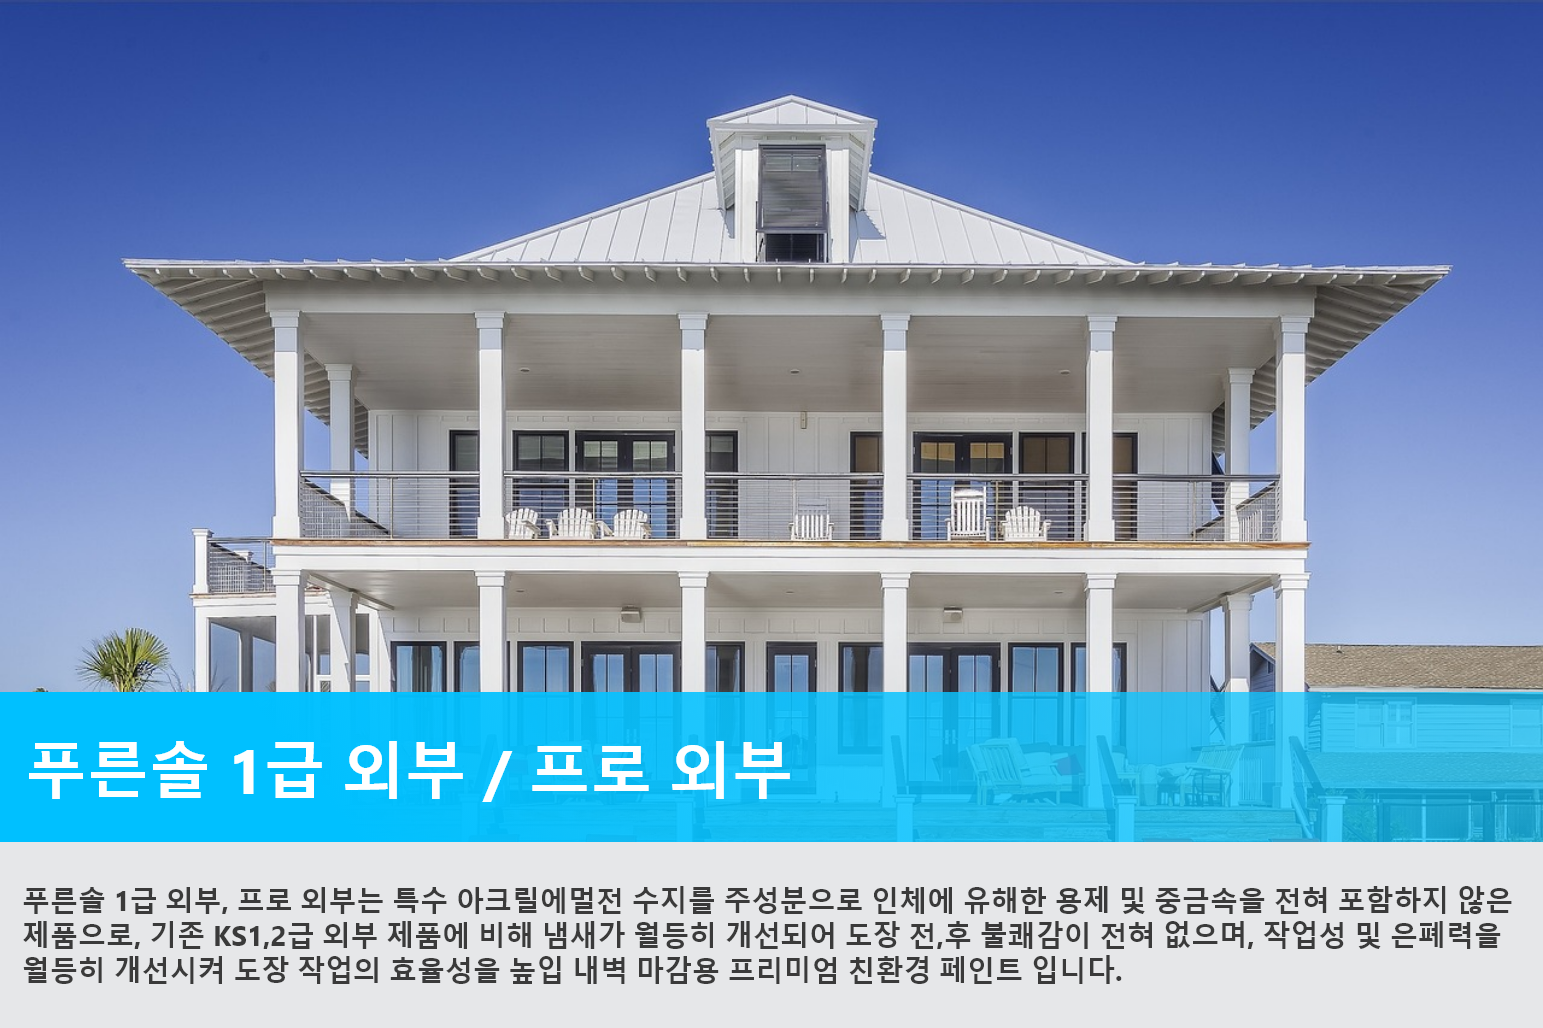 푸른솔 1급 외부 / 프로 외부
푸른솔 1급 외부, 프로 외부는 특수 아크릴에멀전 수지를 주성분으로 인체에 유해한 용제 및 중금속을 전혀 포함하지 않은
제품으로, 기존 KS1,2급 외부 제품에 비해 냄새가 월등히 개선되어 도장 전,후 불쾌감이 전혀 없으며, 작업성 및 은폐력을
월등히 개선시켜 도장 작업의 효율성을 높입 내벽 마감용 프리미엄 친환경 페인트 입니다.